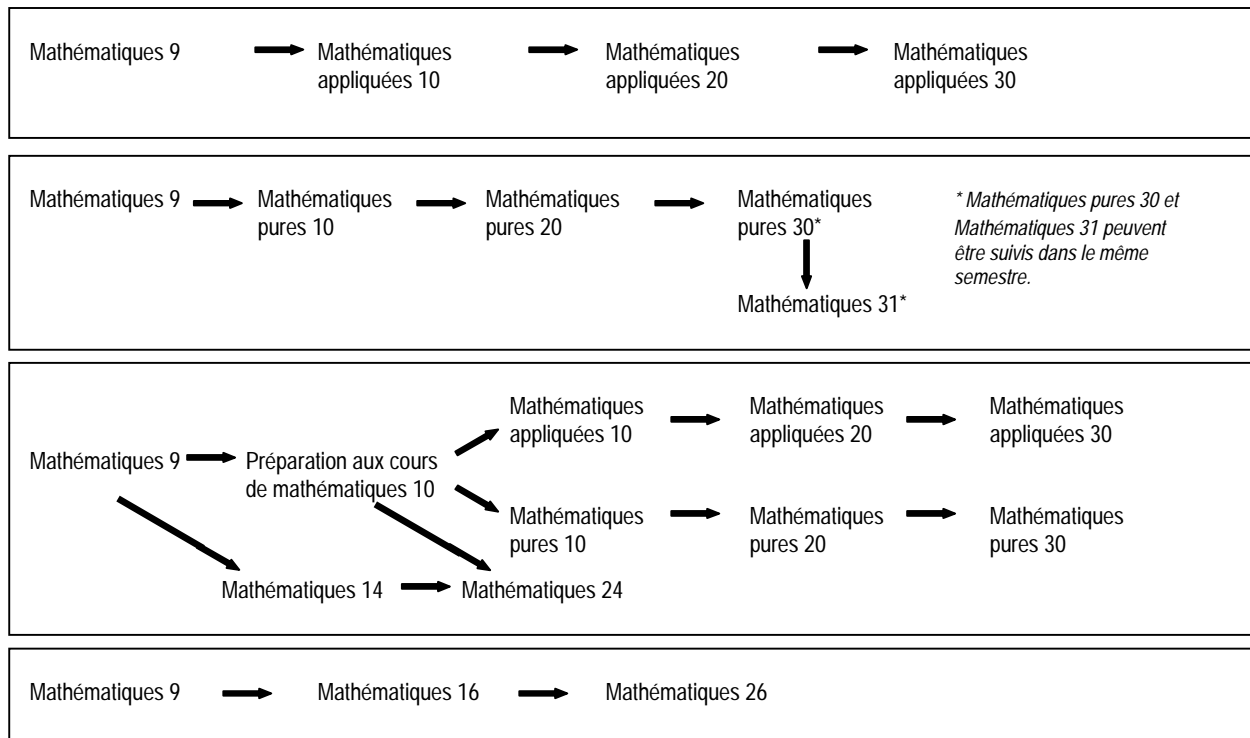 Mathématiques 9
Mathématiques
appliquées 10
Mathématiques
appliquées 20
Mathématiques
appliquées 30
Mathématiques 9
Mathématiques
pures 10
Mathématiques
pures 20
Mathématiques
pures 30*
* Mathématiques pures 30 et
Mathématiques 31 peuvent
être suivis dans le même
semestre.
Mathématiques 31*
Mathématiques 9
Préparation aux cours
de mathématiques 10
Mathématiques
appliquées 10
Mathématiques
appliquées 20
Mathématiques
appliquées 30
Mathématiques
pures 10
Mathématiques
pures 20
Mathématiques
pures 30
Mathématiques 14
Mathématiques 24
Mathématiques 9
Mathématiques 16
Mathématiques 26